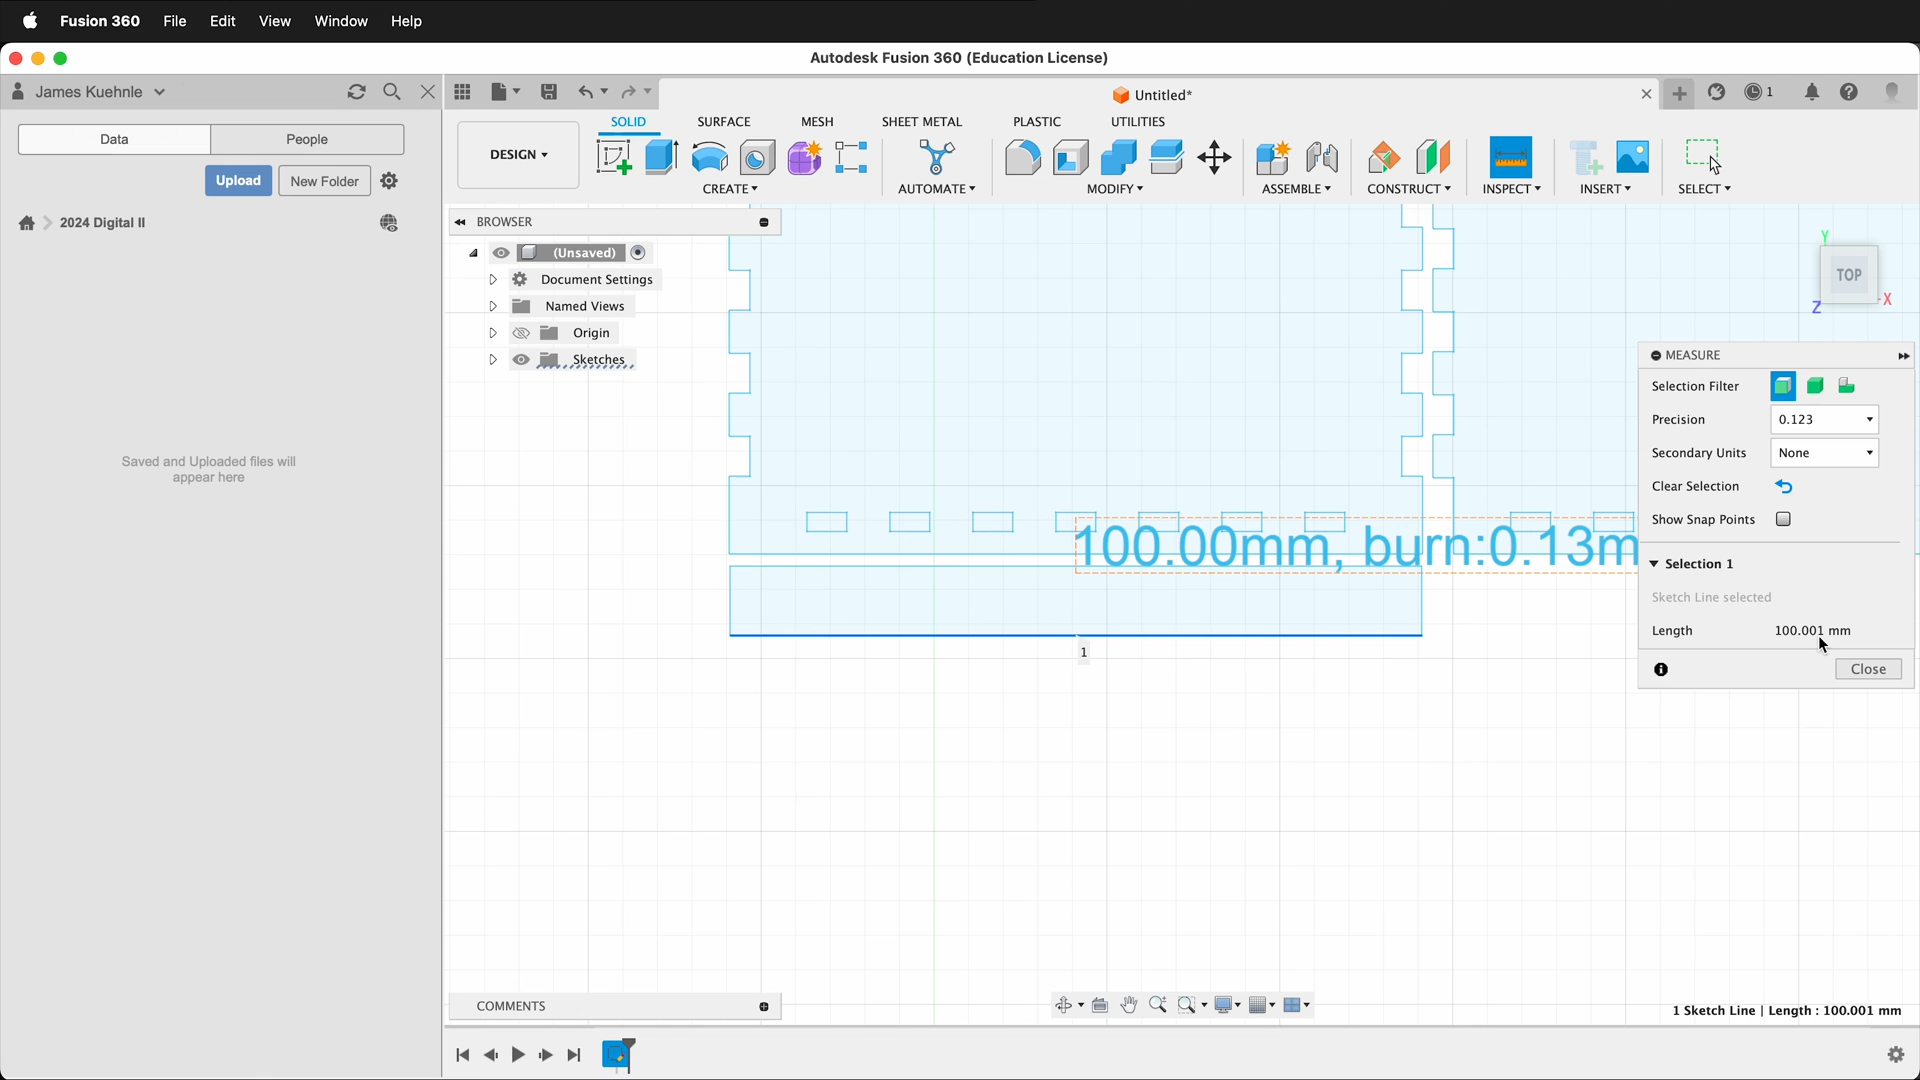 Fusion 360 File Edit View Window Help
Autodesk Fusion 360 (Education License)
James Kuehnle
Untitled*
1
Data People
Upload New Folder
2024 Digital II
Saved and Uploaded files will
appear here
SOLID SURFACE MESH SHEET METAL PLASTIC UTILITIES
DESIGN
CREATE AUTOMATE MODIFY ASSEMBLE CONSTRUCT INSPECT INSERT SELECT
BROWSER
(Unsaved)
Document Settings
Named Views
Origin
Sketches
Y
TOP
X
Z
100.00mm, burn:0.13m
1
MEASURE
Selection Filter
Precision 0.123
Secondary Units None
Clear Selection
Show Snap Points
Selection 1
Sketch Line selected
Length 100.001 mm
Close
COMMENTS
1 Sketch Line | Length : 100.001 mm